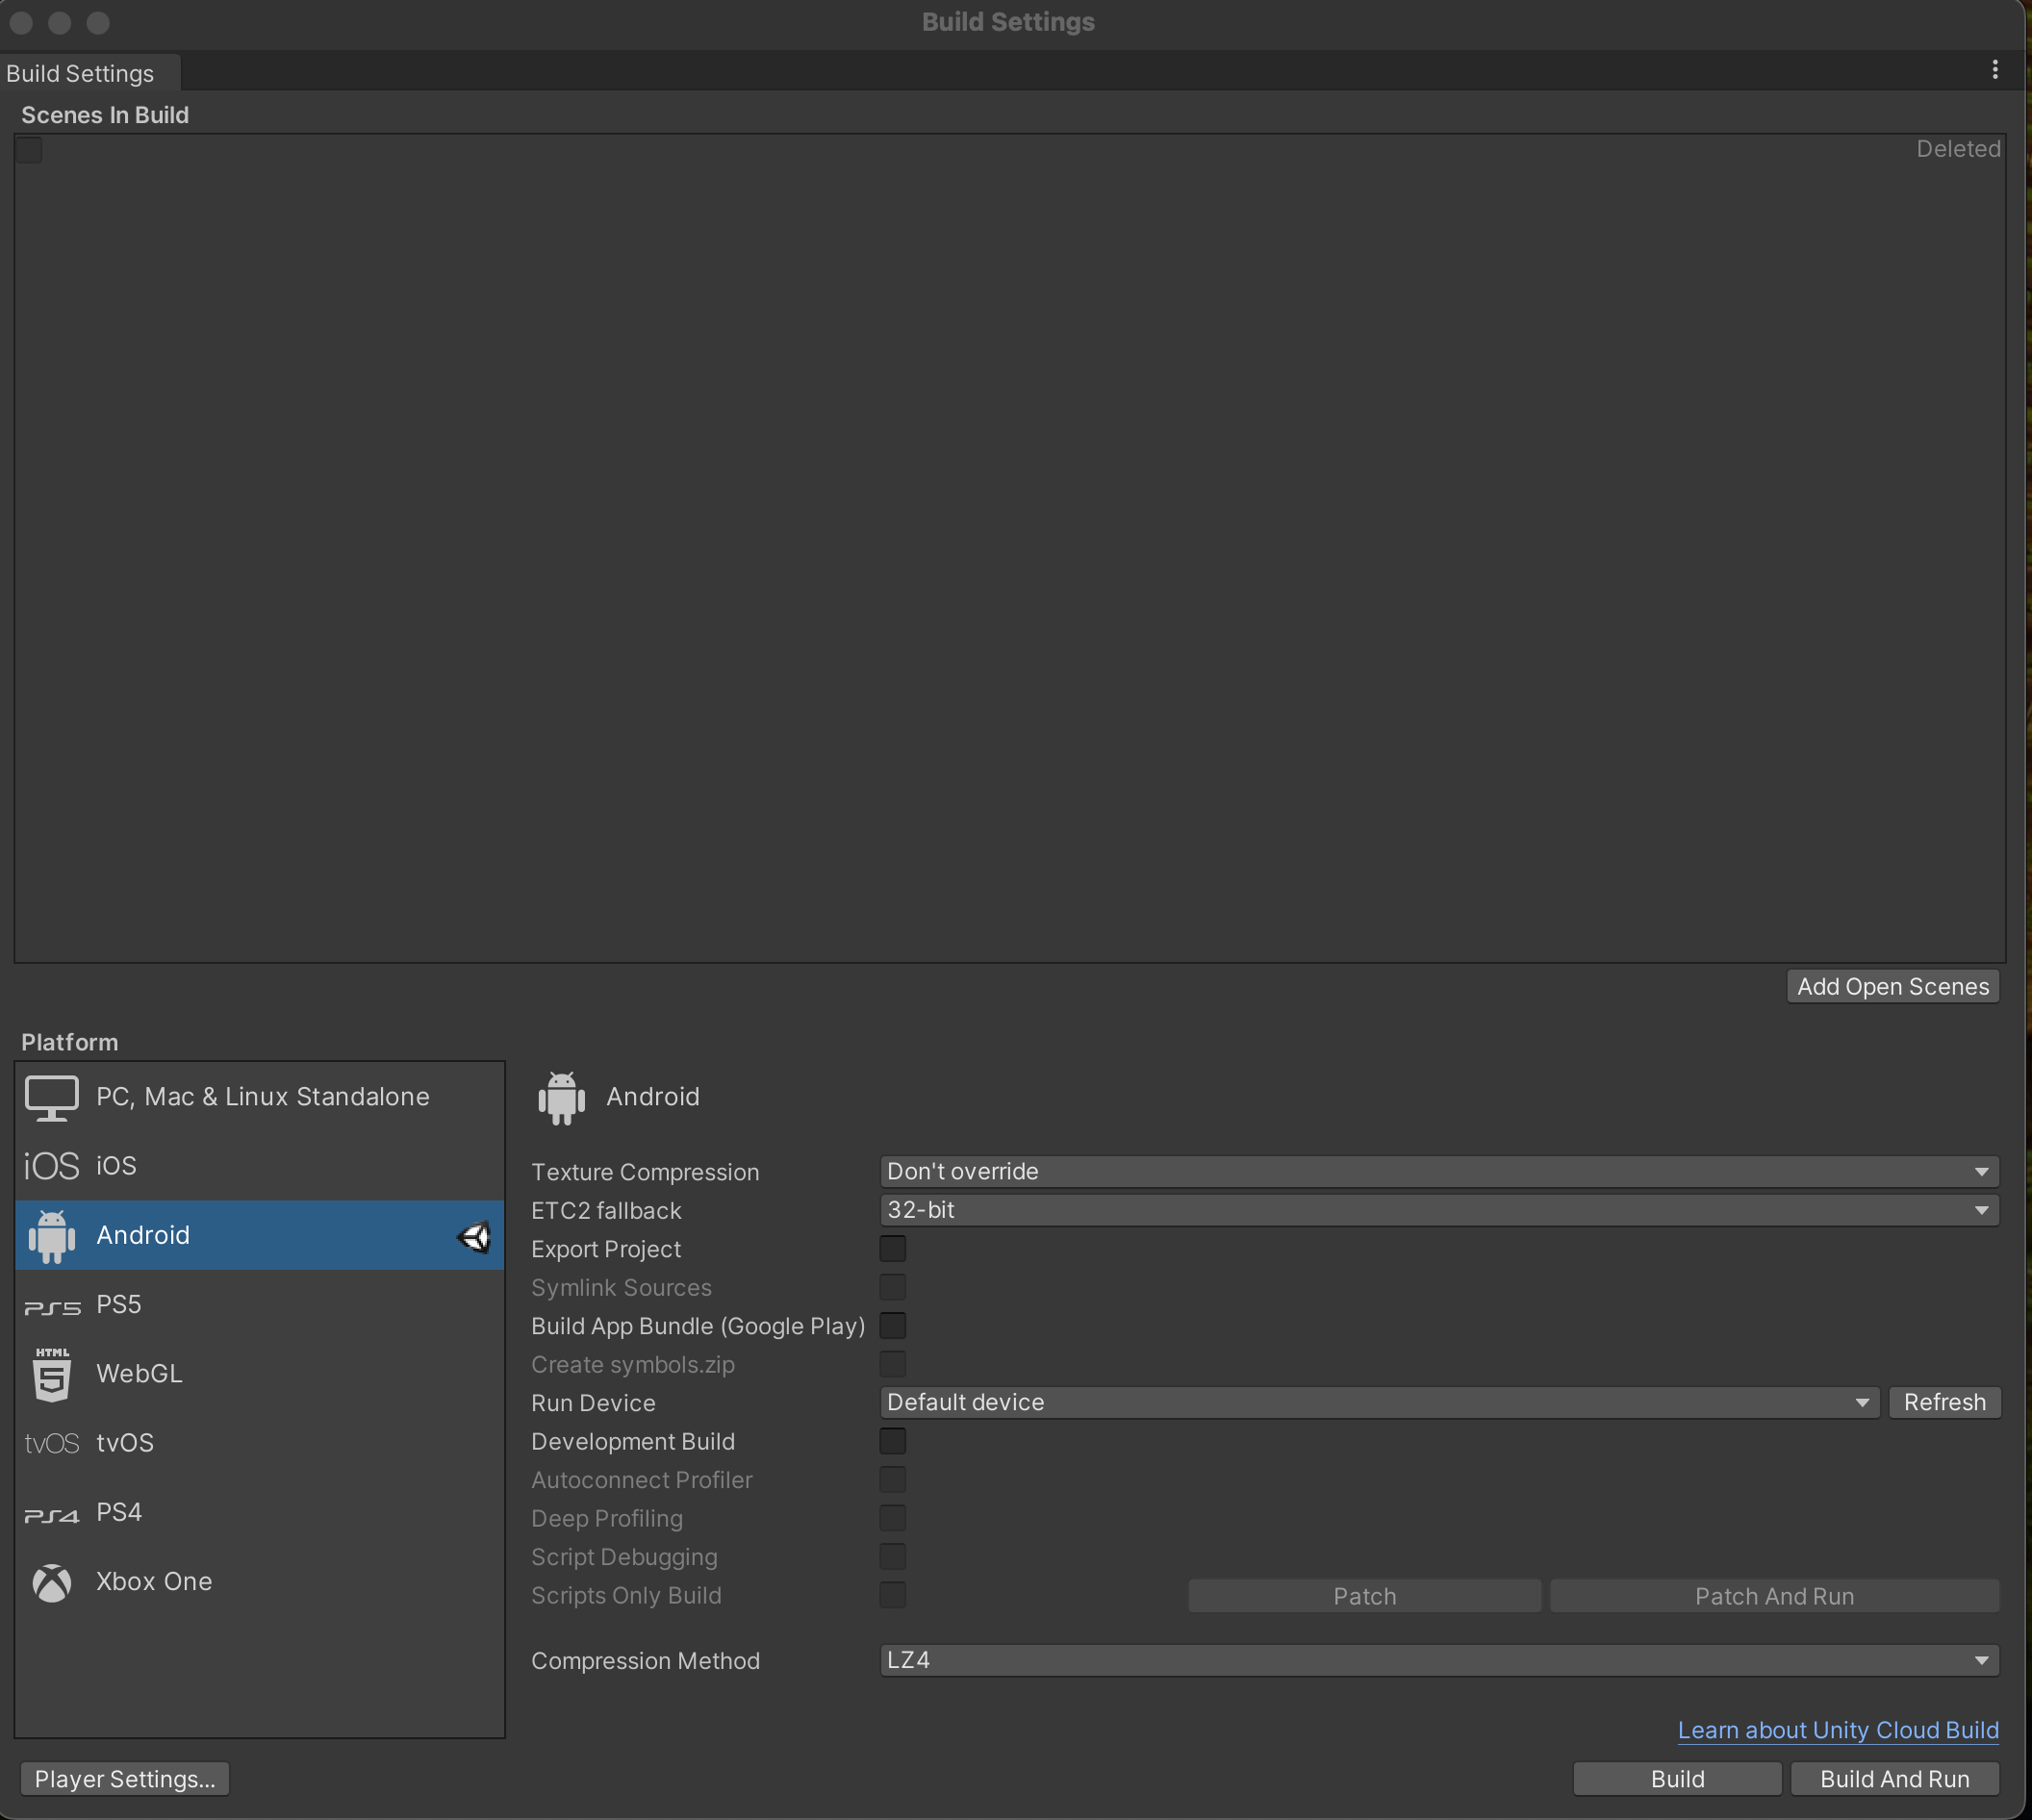 Build Settings
Build Settings
Scenes In Build
Deleted
Add Open Scenes
Platform
PC, Mac & Linux Standalone
iOS iOS
Android
PS5 PS5
HTML 5 WebGL
tvOS tvOS
PS4 PS4
Xbox One
Android
Texture Compression Don't override
ETC2 fallback 32-bit
Export Project
Symlink Sources
Build App Bundle (Google Play)
Create symbols.zip
Run Device Default device Refresh
Development Build
Autoconnect Profiler
Deep Profiling
Script Debugging
Scripts Only Build Patch Patch And Run
Compression Method LZ4
Learn about Unity Cloud Build
Player Settings... Build Build And Run